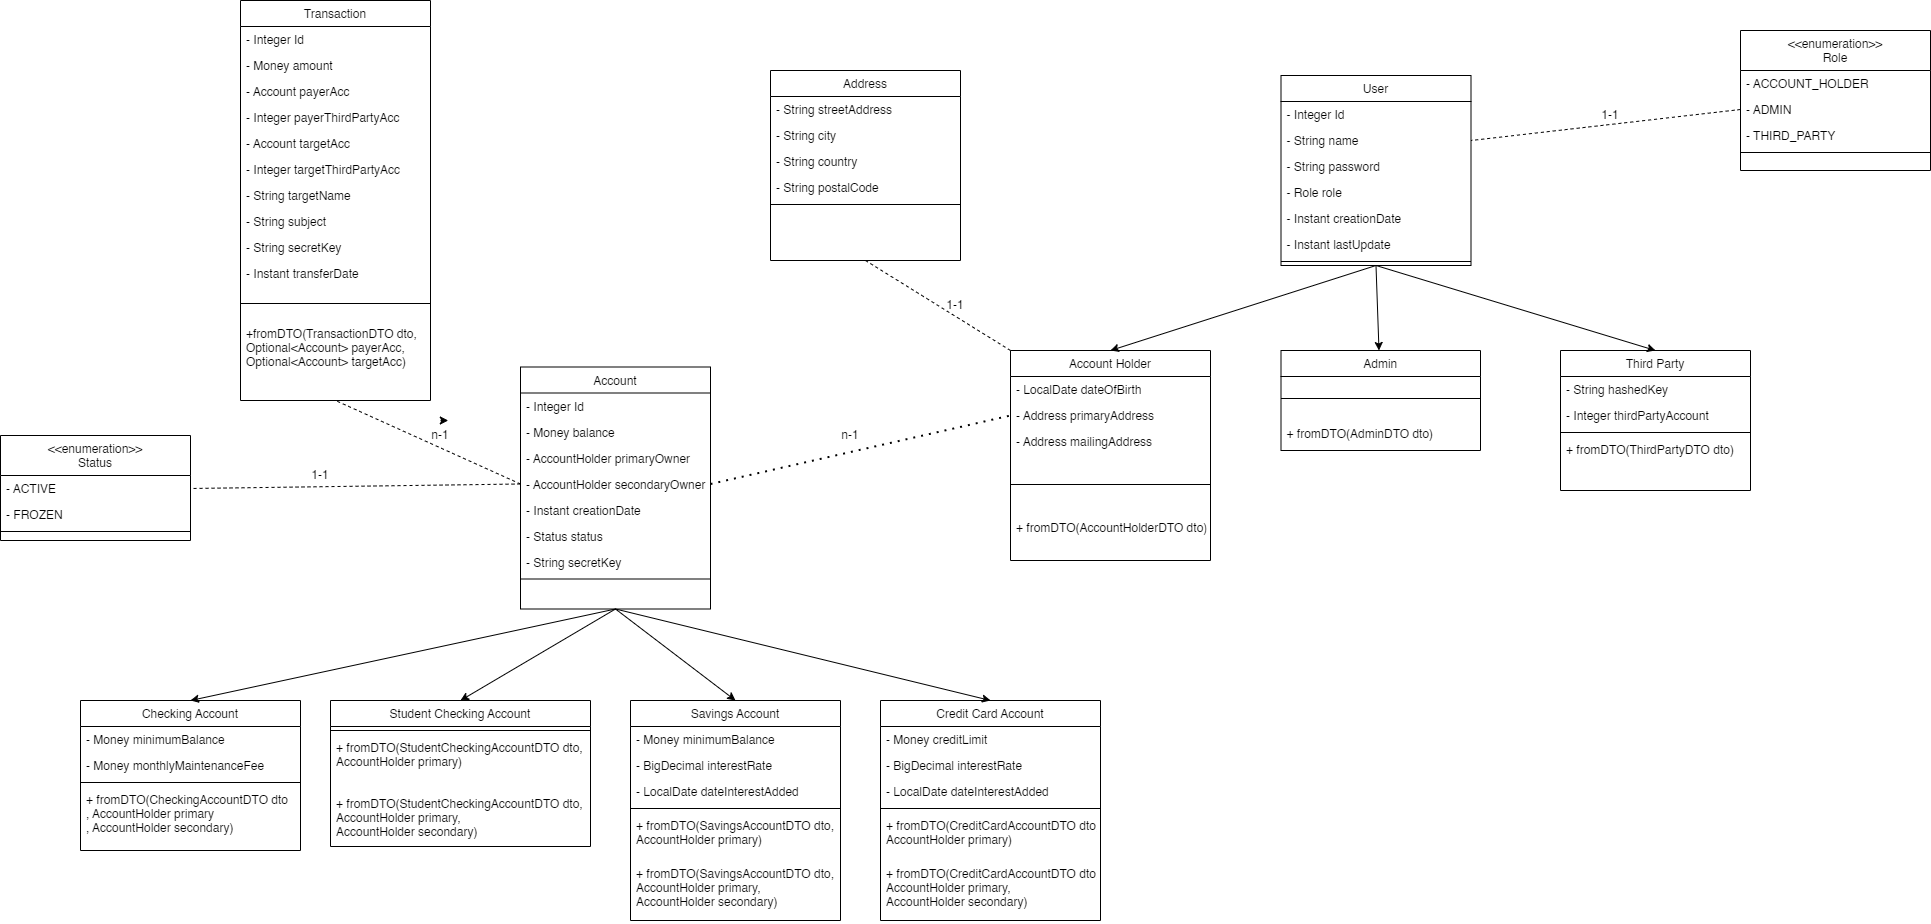 Transaction
- Integer Id
- Money amount
- Account payerAcc
- Integer payerThirdPartyAcc
- Account targetAcc
- Integer targetThirdPartyAcc
- String targetName
- String subject
- String secretKey
- Instant transferDate
+fromDTO(TransactionDTO dto,
Optional<Account> payerAcc,
Optional<Account> targetAcc)
Address
- String streetAddress
- String city
- String country
- String postalCode
User
- Integer Id
- String name
- String password
- Role role
- Instant creationDate
- Instant lastUpdate
1-1
<<enumeration>>
Role
- ACCOUNT_HOLDER
- ADMIN
- THIRD_PARTY
1-1
<<enumeration>>
Status
- ACTIVE
- FROZEN
1-1
n-1
Account
- Integer Id
- Money balance
- AccountHolder primaryOwner
- AccountHolder secondaryOwner
- Instant creationDate
- Status status
- String secretKey
n-1
Account Holder
- LocalDate dateOfBirth
- Address primaryAddress
- Address mailingAddress
+ fromDTO(AccountHolderDTO dto)
Admin
+ fromDTO(AdminDTO dto)
Third Party
- String hashedKey
- Integer thirdPartyAccount
+ fromDTO(ThirdPartyDTO dto)
Checking Account
- Money minimumBalance
- Money monthlyMaintenanceFee
+ fromDTO(CheckingAccountDTO dto
, AccountHolder primary
, AccountHolder secondary)
Student Checking Account
+ fromDTO(StudentCheckingAccountDTO dto,
AccountHolder primary)
+ fromDTO(StudentCheckingAccountDTO dto,
AccountHolder primary,
AccountHolder secondary)
Savings Account
- Money minimumBalance
- BigDecimal interestRate
- LocalDate dateInterestAdded
+ fromDTO(SavingsAccountDTO dto,
AccountHolder primary)
+ fromDTO(SavingsAccountDTO dto,
AccountHolder primary,
AccountHolder secondary)
Credit Card Account
- Money creditLimit
- BigDecimal interestRate
- LocalDate dateInterestAdded
+ fromDTO(CreditCardAccountDTO dto
AccountHolder primary)
+ fromDTO(CreditCardAccountDTO dto
AccountHolder primary,
AccountHolder secondary)